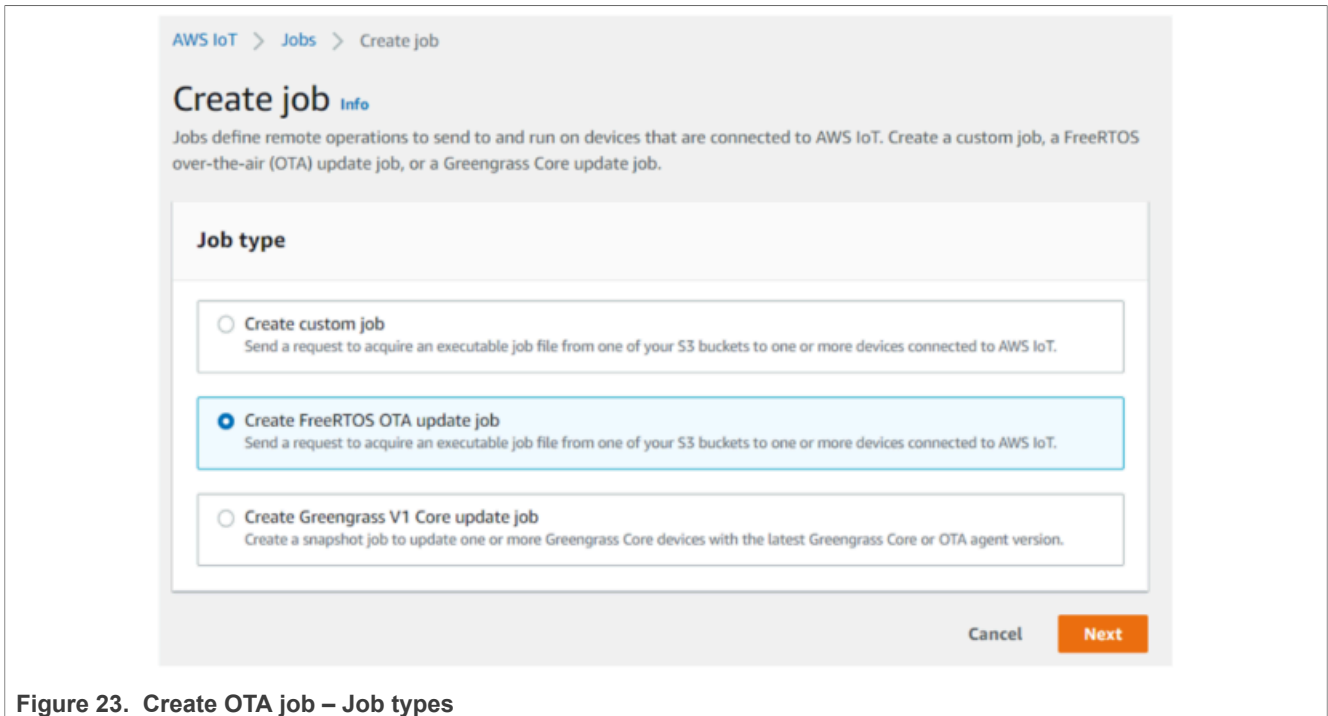 AWS IoT > Jobs > Create job
Create job Info
Jobs define remote operations to send to and run on devices that are connected to AWS IoT. Create a custom job, a FreeRTOS
over-the-air (OTA) update job, or a Greengrass Core update job.
Job type
Create custom job
Send a request to acquire an executable job file from one of your S3 buckets to one or more devices connected to AWS IoT.
Create FreeRTOS OTA update job
Send a request to acquire an executable job file from one of your S3 buckets to one or more devices connected to AWS IoT.
Create Greengrass V1 Core update job
Create a snapshot job to update one or more Greengrass Core devices with the latest Greengrass Core or OTA agent version.
Cancel Next
Figure 23. Create OTA job – Job types